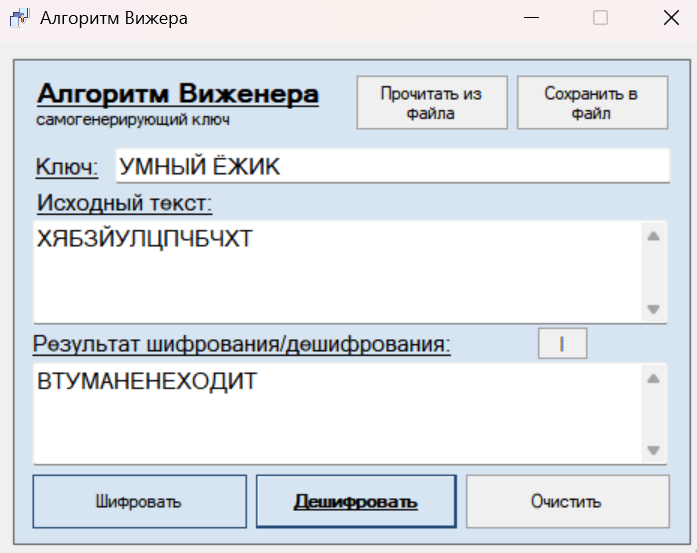 Алгоритм Вижера
Алгоритм Виженера
самогенерирующий ключ
Прочитать из
файла
Сохранить в
файл
Ключ: УМНЫЙ ЁЖИК
Исходный текст:
ХЯБЗЙУЛЦПЧБЧХТ
Результат шифрования/дешифрования:
|
ВТУМАНЕНЕХОДИТ
Шифровать
Дешифровать
Очистить